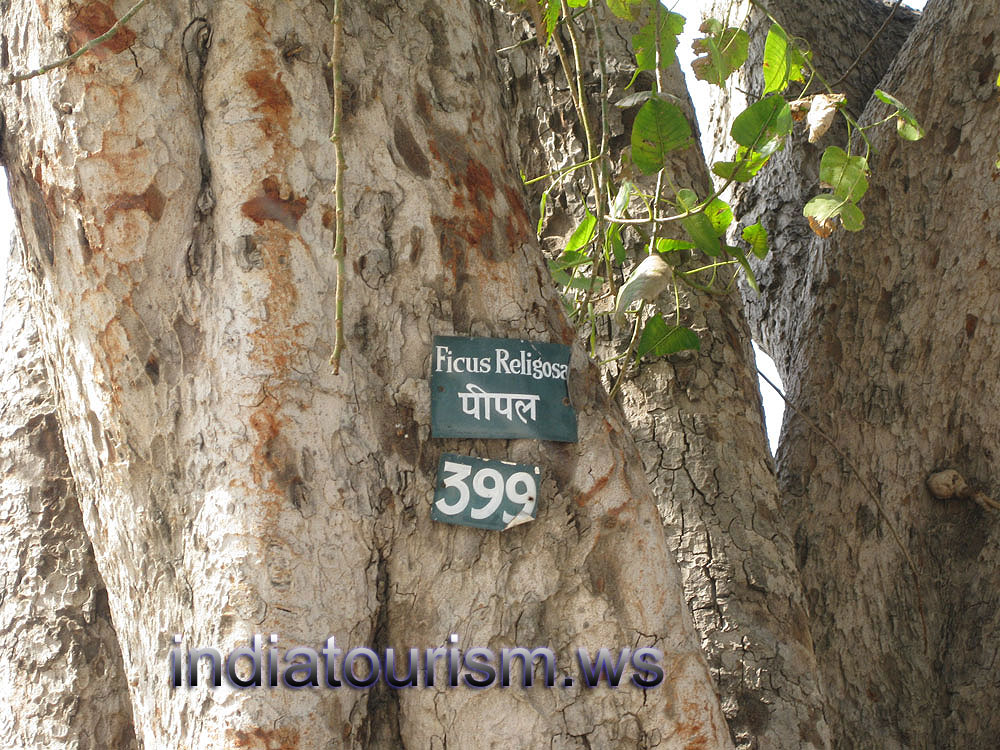 Ficus Religosa
पीपल
399
indiatourism.ws